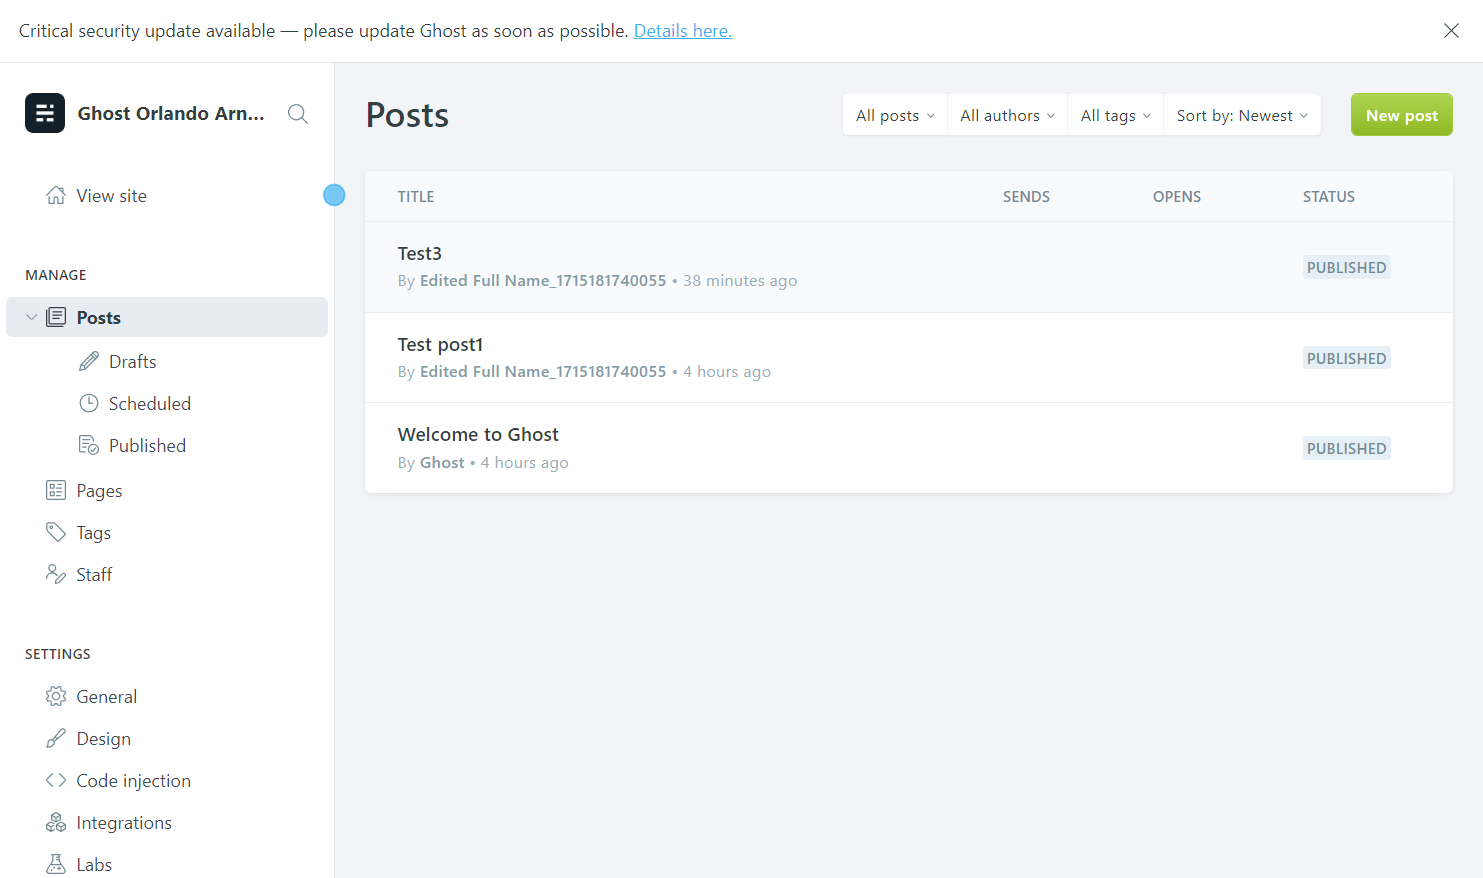 Critical security update available — please update Ghost as soon as possible. Details here.
Ghost Orlando Arn...
View site
MANAGE
Posts
Drafts
Scheduled
Published
Pages
Tags
Staff
SETTINGS
General
Design
Code injection
Integrations
Labs
Posts
All posts
All authors
All tags
Sort by: Newest
New post
TITLE SENDS OPENS STATUS
Test3
By Edited Full Name_1715181740055 • 38 minutes ago
PUBLISHED
Test post1
By Edited Full Name_1715181740055 • 4 hours ago
PUBLISHED
Welcome to Ghost
By Ghost • 4 hours ago
PUBLISHED